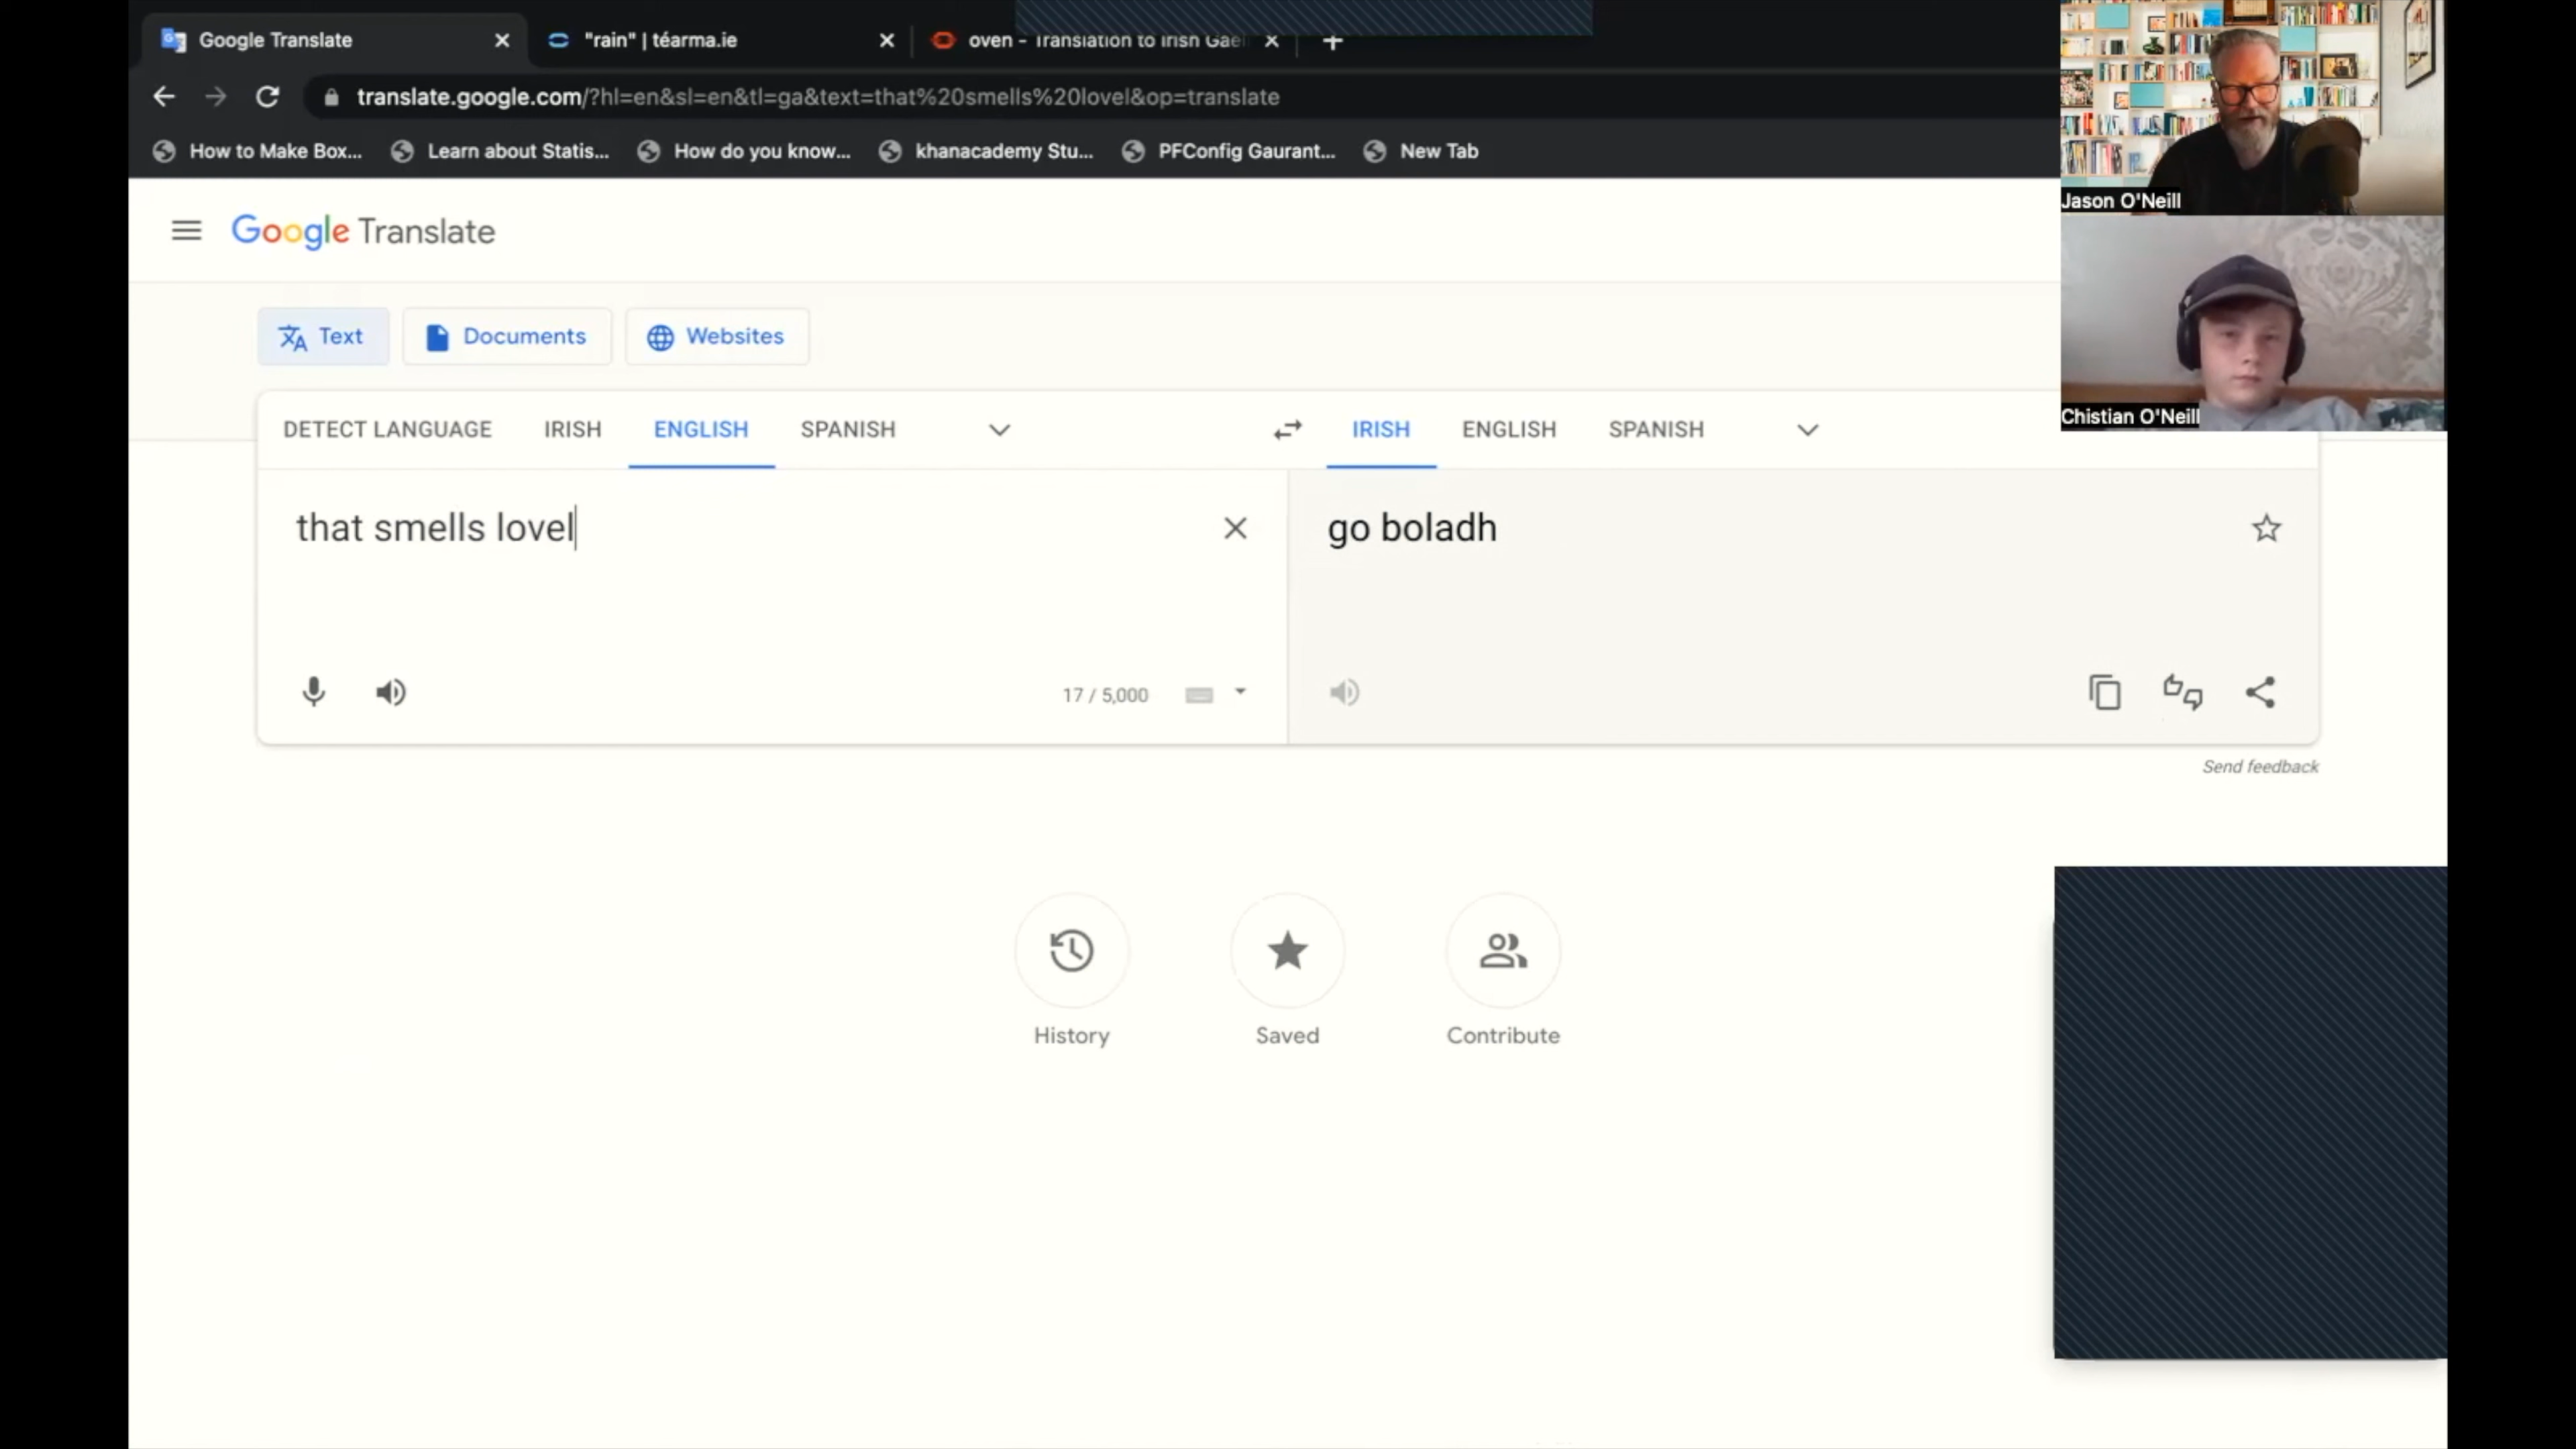 Google Translate
"rain" | téarma.ie
oven - Translation to Irish Gael
translate.google.com/?hl=en&sl=en&tl=ga&text=that%20smells%20lovel&op=translate
How to Make Box...
Learn about Statis...
How do you know...
khanacademy Stu...
PFConfig Gaurant...
New Tab
Jason O'Neill
Google Translate
Text
Documents
Websites
Chistian O'Neill
DETECT LANGUAGE
IRISH
ENGLISH
SPANISH
IRISH
ENGLISH
SPANISH
that smells lovel
go boladh
17 / 5,000
Send feedback
History
Saved
Contribute